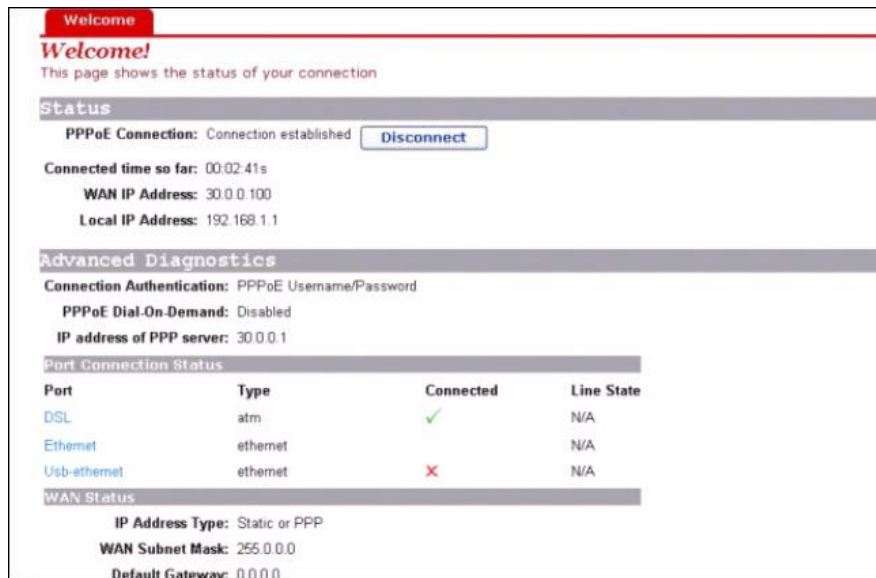 Welcome
Welcome!
This page shows the status of your connection
Status
PPPoE Connection: Connection established Disconnect
Connected time so far: 00:02:41s
WAN IP Address: 30.0.0.100
Local IP Address: 192.168.1.1
Advanced Diagnostics
Connection Authentication: PPPoE Username/Password
PPPoE Dial-On-Demand: Disabled
IP address of PPP server: 30.0.0.1
Port Connection Status
Port Type Connected Line State
DSL atm N/A
Ethernet ethernet N/A
Usb-ethernet ethernet N/A
WAN Status
IP Address Type: Static or PPP
WAN Subnet Mask: 255.0.0.0
Default Gateway: 0.0.0.0